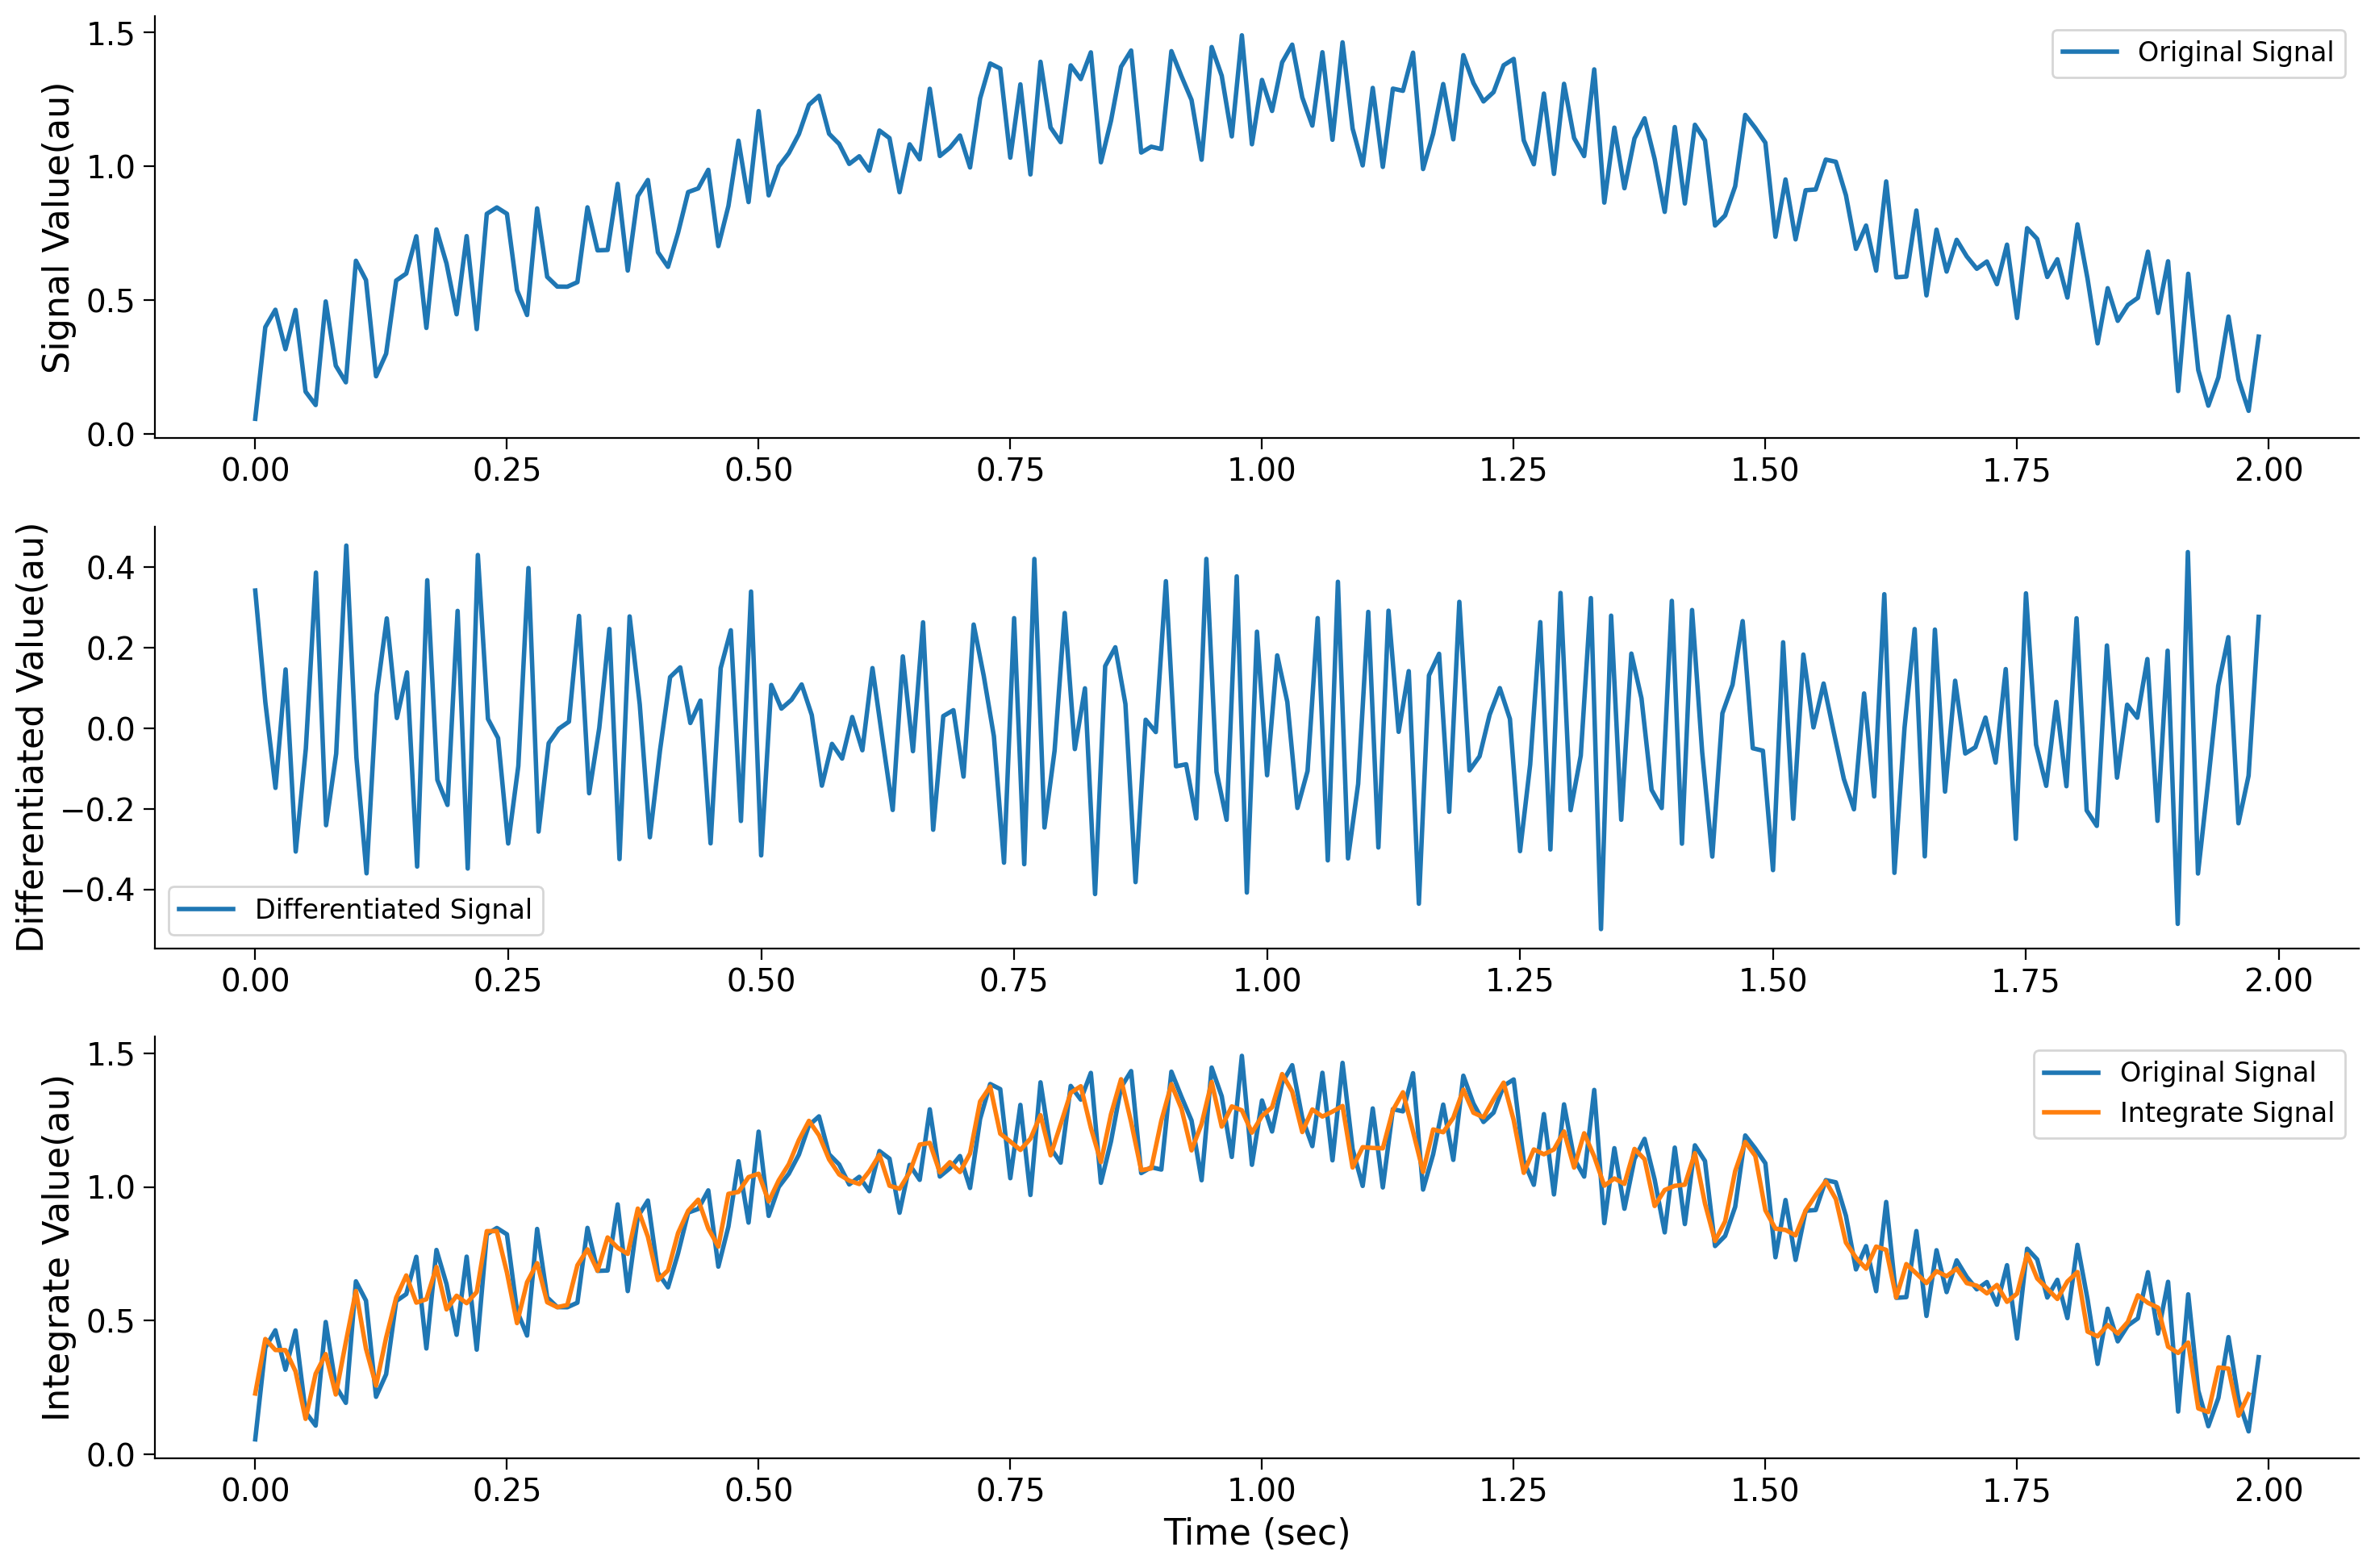 Signal Value(au)
1.5
1.0
0.5
0.0
Original Signal
0.00 0.25 0.50 0.75 1.00 1.25 1.50 1.75 2.00
Differentiated Value(au)
0.4
0.2
0.0
−0.2
−0.4
Differentiated Signal
0.00 0.25 0.50 0.75 1.00 1.25 1.50 1.75 2.00
Integrate Value(au)
1.5
1.0
0.5
0.0
Original Signal
Integrate Signal
0.00 0.25 0.50 0.75 1.00 1.25 1.50 1.75 2.00
Time (sec)